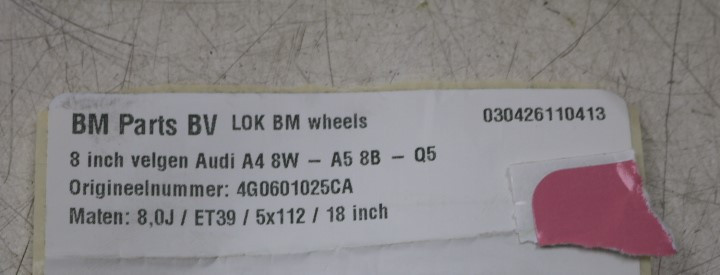 BM Parts BV LOK BM wheels 030426110413
8 inch velgen Audi A4 8W – A5 8B – Q5
Origineelnummer: 4G0601025CA
Maten: 8,0J / ET39 / 5x112 / 18 inch